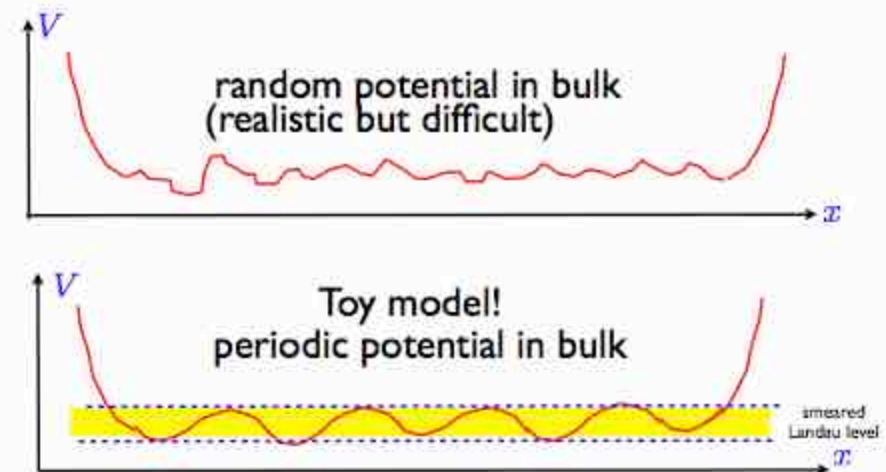 V
random potential in bulk
(realistic but difficult)
x
V
Toy model!
periodic potential in bulk
smeared
Landau level
x